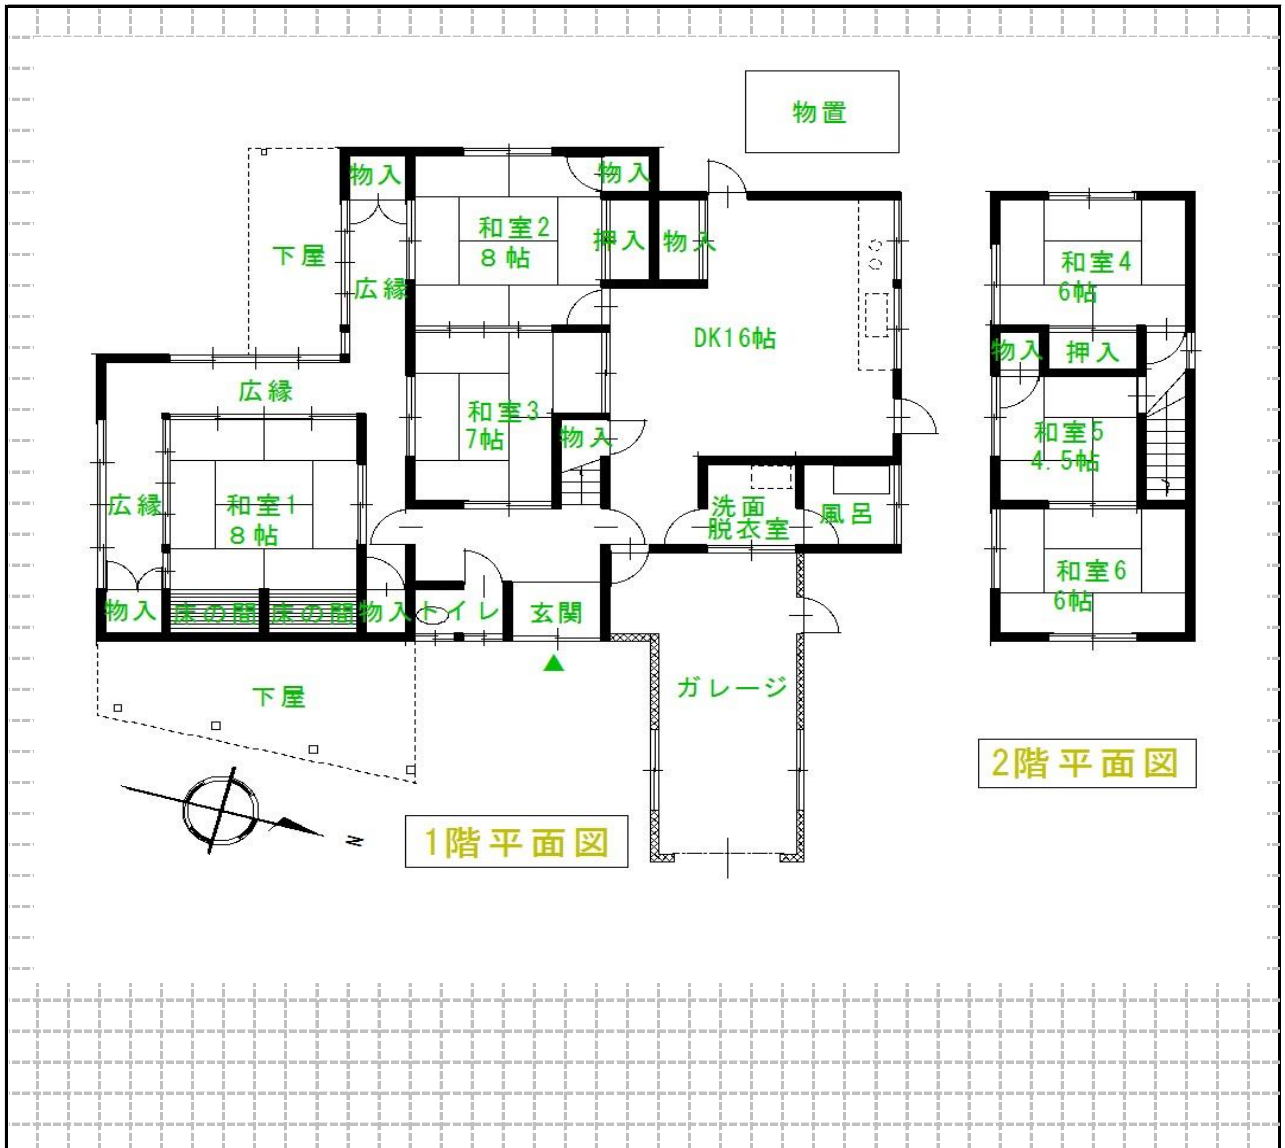 物置
物入
物入
和室2
8帖
押入
物入
下屋
広縁
DK16帖
広縁
和室3
7帖
物入
広縁
和室1
8帖
洗面
脱衣室
風呂
物入
床の間
床の間
物入
トイレ
玄関
▲
ガレージ
下屋
N
1階平面図
和室4
6帖
物入
押入
和室5
4.5帖
和室6
6帖
2階平面図